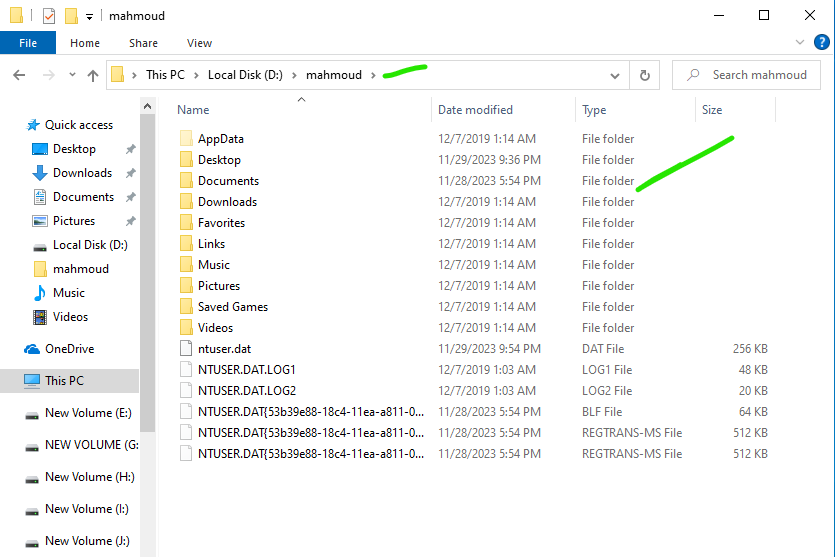 mahmoud
File Home Share View
This PC Local Disk (D:) mahmoud Search mahmoud
Name Date modified Type Size
Quick access
Desktop
Downloads
Documents
Pictures
Local Disk (D:)
mahmoud
Music
Videos
OneDrive
This PC
New Volume (E:)
NEW VOLUME (G:
New Volume (H:)
New Volume (I:)
New Volume (J:)
AppData 12/7/2019 1:14 AM File folder
Desktop 11/29/2023 9:36 PM File folder
Documents 11/28/2023 5:54 PM File folder
Downloads 12/7/2019 1:14 AM File folder
Favorites 12/7/2019 1:14 AM File folder
Links 12/7/2019 1:14 AM File folder
Music 12/7/2019 1:14 AM File folder
Pictures 12/7/2019 1:14 AM File folder
Saved Games 12/7/2019 1:14 AM File folder
Videos 12/7/2019 1:14 AM File folder
ntuser.dat 11/29/2023 9:54 PM DAT File 256 KB
NTUSER.DAT.LOG1 12/7/2019 1:03 AM LOG1 File 48 KB
NTUSER.DAT.LOG2 12/7/2019 1:03 AM LOG2 File 20 KB
NTUSER.DAT{53b39e88-18c4-11ea-a811-0... 11/28/2023 5:54 PM BLF File 64 KB
NTUSER.DAT{53b39e88-18c4-11ea-a811-0... 11/28/2023 5:54 PM REGTRANS-MS File 512 KB
NTUSER.DAT{53b39e88-18c4-11ea-a811-0... 11/28/2023 5:54 PM REGTRANS-MS File 512 KB